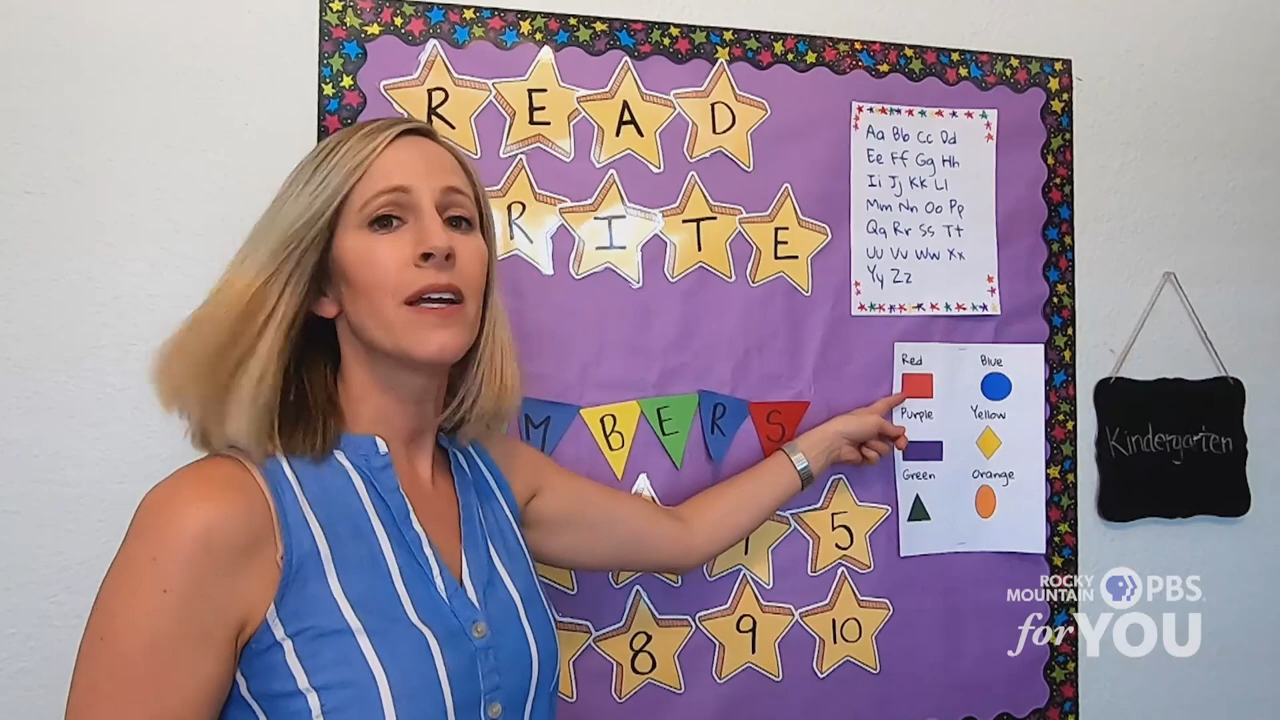 READ
RITE
Aa Bb Cc Dd
Ee Ff Gg Hh
Ii Jj Kk Ll
Mm Nn Oo Pp
Qq Rr Ss Tt
Uu Vv Ww Xx
Yy Zz
MBERS
Red Blue
Purple Yellow
Green Orange
5
8 9 10
Kindergarten
ROCKY
MOUNTAIN PBS
for YOU